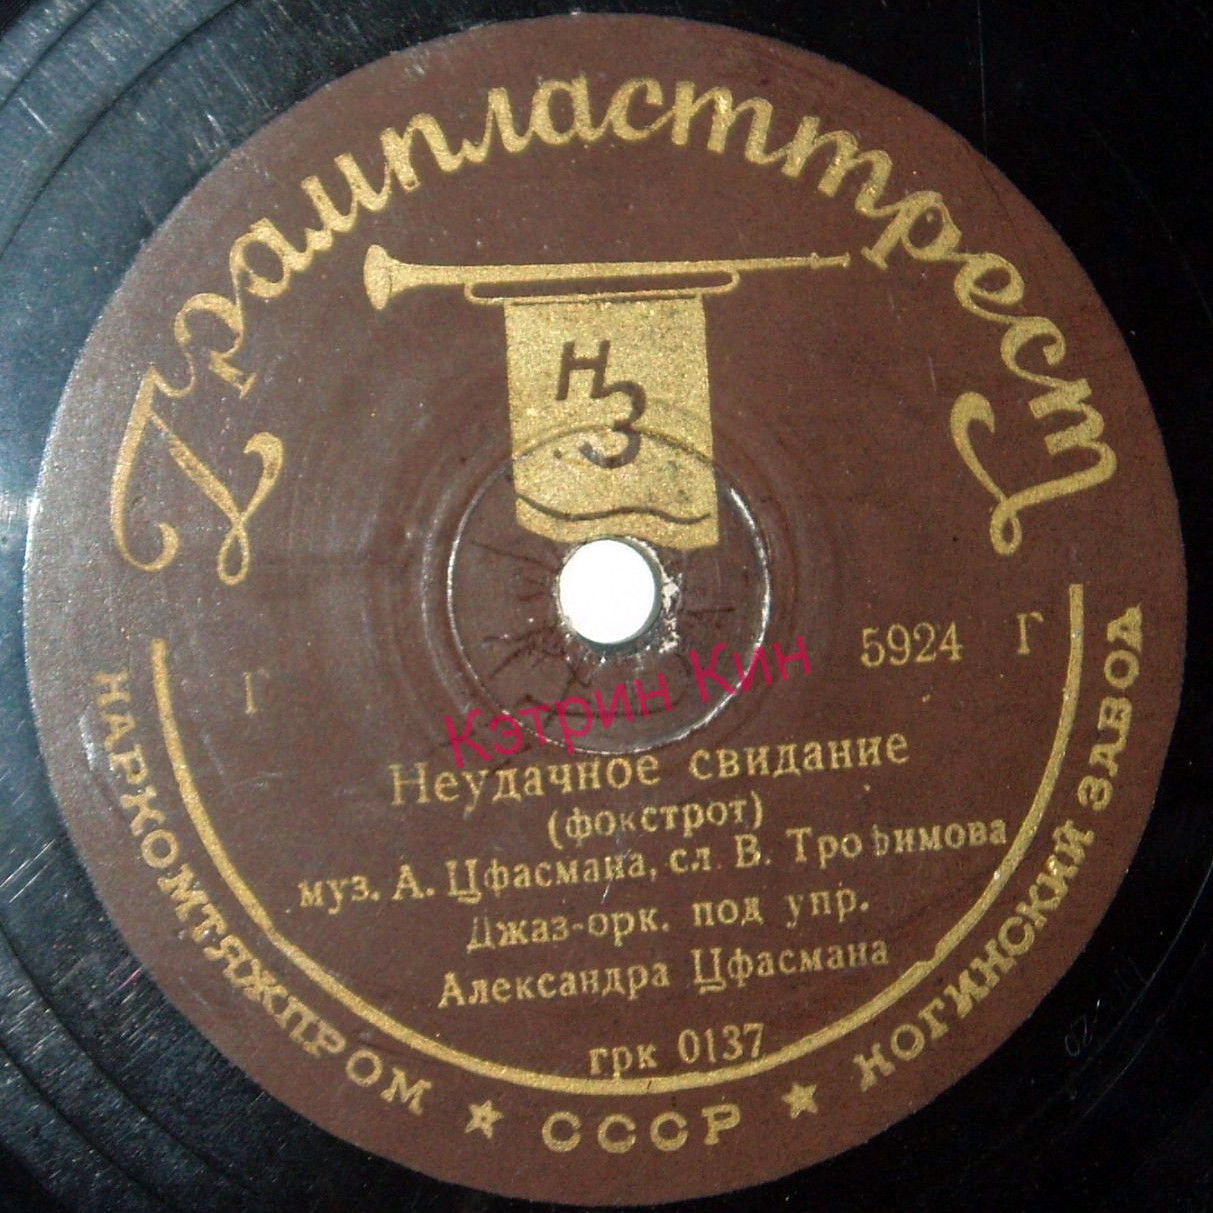 Грампласттрест
НЗ
Г 5924 Г
Кэтрин Кин
Неудачное свидание
(фокстрот)
муз. А. Цфасмана, сл. В. Трофимова
Джаз-орк. под упр.
Александра Цфасмана
грк 0137
НАРКОМТЯЖПРОМ ★ СССР ★ НОГИНСКИЙ ЗАВОД